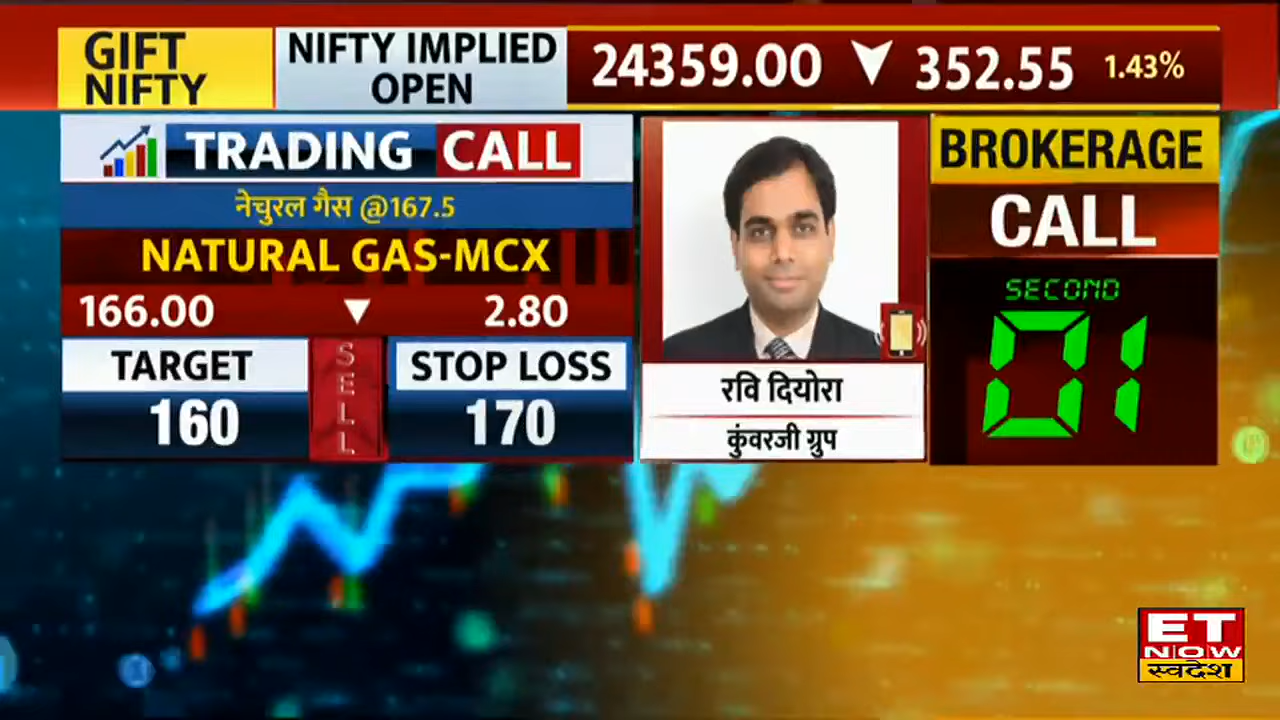 GIFT
NIFTY
NIFTY IMPLIED
OPEN
24359.00 ▼ 352.55 1.43%
TRADING CALL
नेचुरल गैस @167.5
NATURAL GAS-MCX
166.00 ▼ 2.80
TARGET
160
SELL
STOP LOSS
170
रवि दियोरा
कुंवरजी ग्रुप
BROKERAGE
CALL
SECOND
01
ET
NOW
स्वदेश